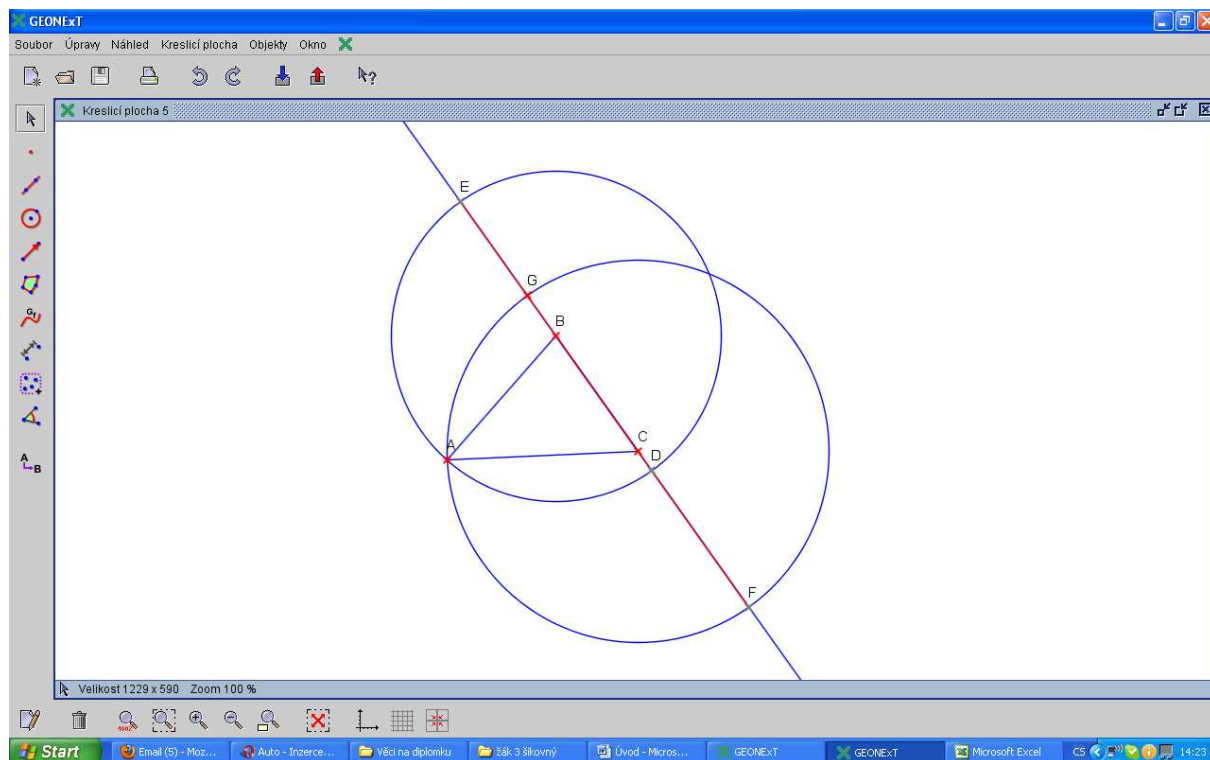 GEONExT
Soubor Úpravy Náhled Kreslicí plocha Objekty Okno
Kreslicí plocha 5
E
G
B
A
C
D
F
A
B
Velikost 1229 x 590 Zoom 100 %
Start
Email (5) - Moz...
Auto - Inzerce...
Věci na diplomku
žák 3 šikovný
Úvod - Micros...
GEONExT
GEONExT
Microsoft Excel
CS
14:23